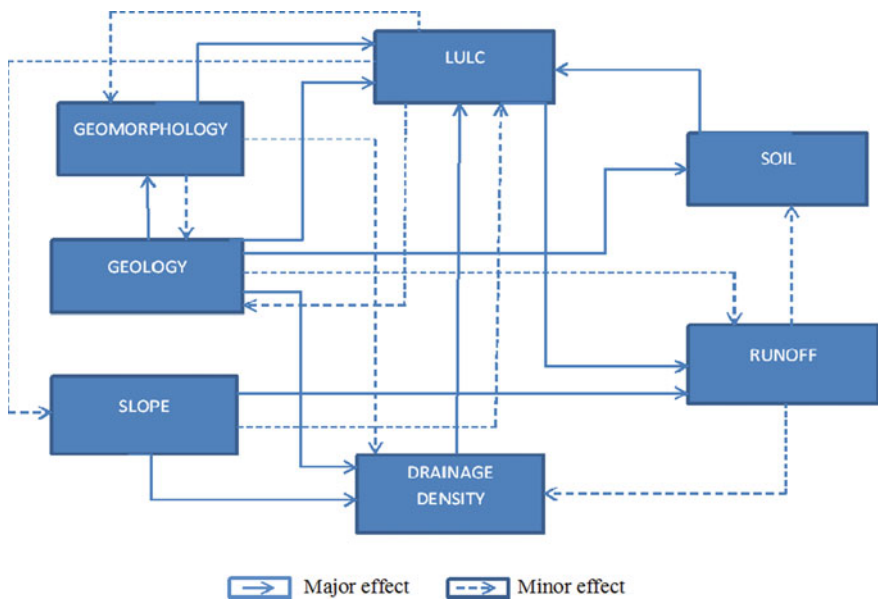 LULC
GEOMORPHOLOGY
SOIL
GEOLOGY
RUNOFF
SLOPE
DRAINAGE
DENSITY
Major effect
Minor effect